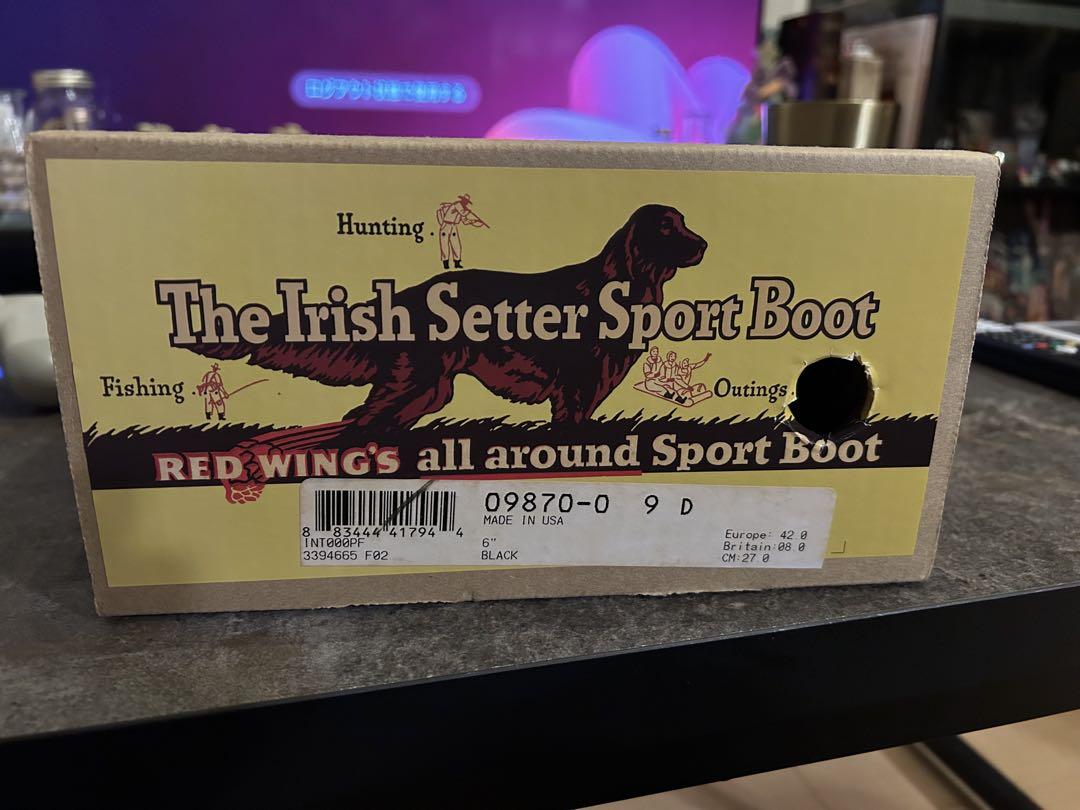 Hunting.
The Irish Setter Sport Boot
Fishing.
Outings.
RED WING'S all around Sport Boot
09870-0 9 D
MADE IN USA
8 83444 41794 4
INT000PF
6"
Europe: 42.0
3394665 F02
BLACK
Britain:08.0
CM:27.0